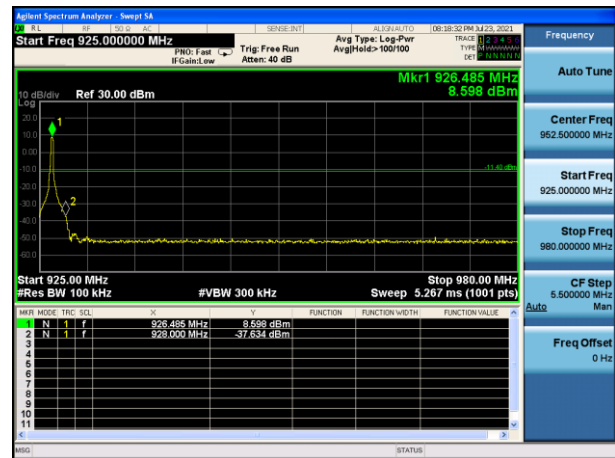 Agilent Spectrum Analyzer - Swept SA
RL RF 50 Ω AC SENSE:INT ALIGNAUTO 08:18:32 PM Jul 23, 2021
Start Freq 925.000000 MHz
PNO: Fast
IFGain:Low
Trig: Free Run
Atten: 40 dB
Avg Type: Log-Pwr
Avg|Hold:>100/100
TRACE 1 2 3 4 5 6
TYPE M
DET P N N N N N
Frequency
Mkr1 926.485 MHz
8.598 dBm
10 dB/div
Log
Ref 30.00 dBm
20.0
10.0
0.00
-10.0
-20.0
-30.0
-40.0
-50.0
-60.0
1
2
Start 925.00 MHz
Stop 980.00 MHz
#Res BW 100 kHz
#VBW 300 kHz
Sweep 5.267 ms (1001 pts)
MKR MODE TRC SCL X Y FUNCTION FUNCTION WIDTH FUNCTION VALUE
1 N 1 f 926.485 MHz 8.598 dBm
2 N 1 f 928.000 MHz -37.634 dBm
3
4
5
6
7
8
9
10
11
MSG STATUS
Auto Tune
Center Freq
952.500000 MHz
Start Freq
925.000000 MHz
Stop Freq
980.000000 MHz
CF Step
5.500000 MHz
Auto Man
Freq Offset
0 Hz